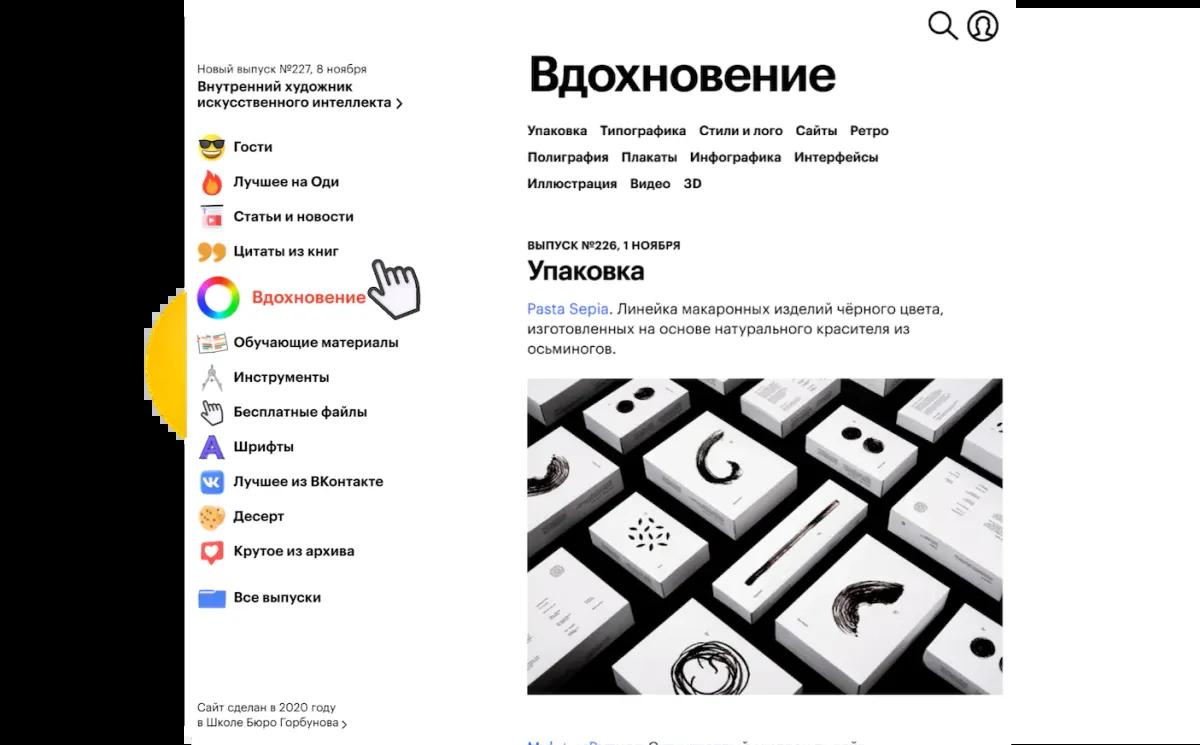 Новый выпуск №227, 8 ноября
Внутренний художник
искусственного интеллекта
Гости
Лучшее на Оди
Статьи и новости
Цитаты из книг
Вдохновение
Обучающие материалы
Инструменты
Бесплатные файлы
Шрифты
Лучшее из ВКонтакте
Десерт
Крутое из архива
Все выпуски
Сайт сделан в 2020 году
в Школе Бюро Горбунова
Вдохновение
Упаковка Типографика Стили и лого Сайты Ретро
Полиграфия Плакаты Инфографика Интерфейсы
Иллюстрация Видео 3D
ВЫПУСК №226, 1 НОЯБРЯ
Упаковка
Pasta Sepia. Линейка макаронных изделий чёрного цвета,
изготовленных на основе натурального красителя из
осьминогов.